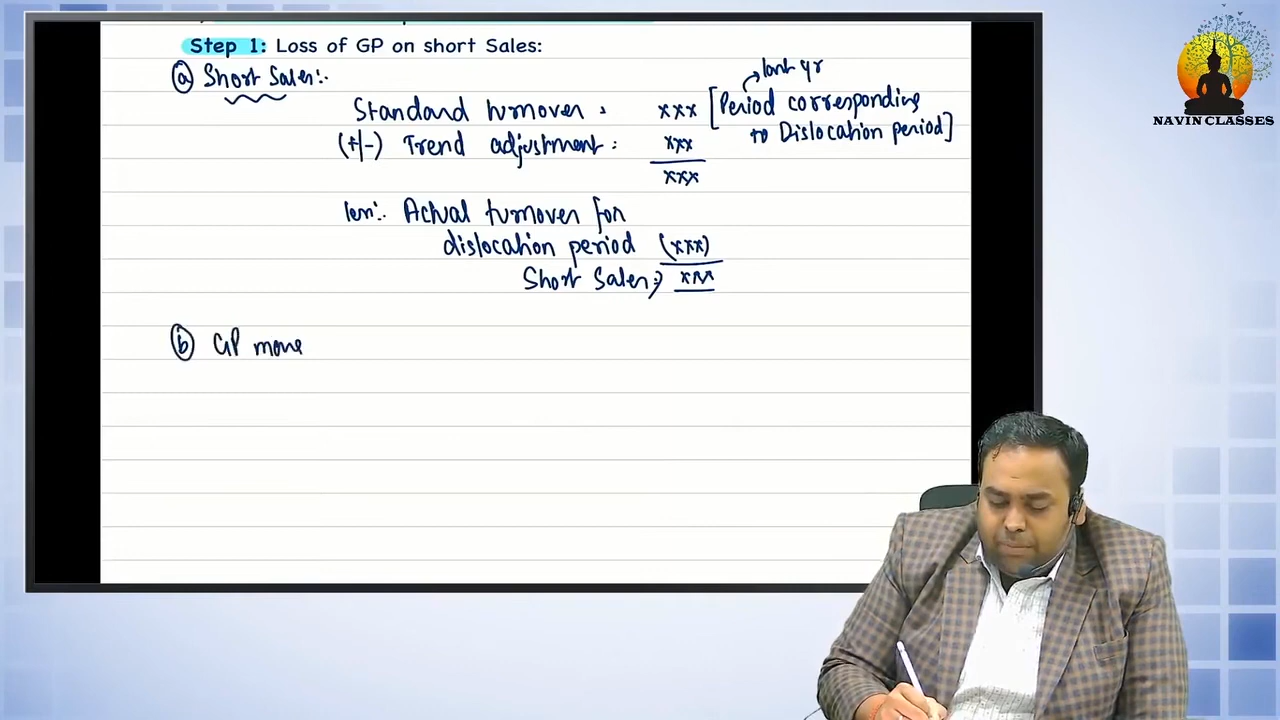 Step 1: Loss of GP on short Sales:
ⓐ Short Sales:-
last yr
Standard turnover : xxx [Period corresponding
to Dislocation period]
(+/-) Trend adjustment : xxx
xxx
less:- Actual turnover for
dislocation period (xxx)
Short Sales:) xxx
ⓑ GP
NAVIN CLASSES